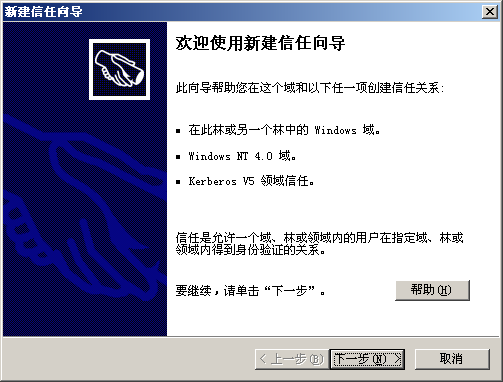 新建信任向导
欢迎使用新建信任向导
此向导帮助您在这个域和以下任一项创建信任关系:
▪ 在此林或另一个林中的 Windows 域。
▪ Windows NT 4.0 域。
▪ Kerberos V5 领域信任。
信任是允许一个域、林或领域内的用户在指定域、林或
领域内得到身份验证的关系。
要继续，请单击“下一步”。
帮助(H)
< 上一步(B)
下一步(N) >
取消